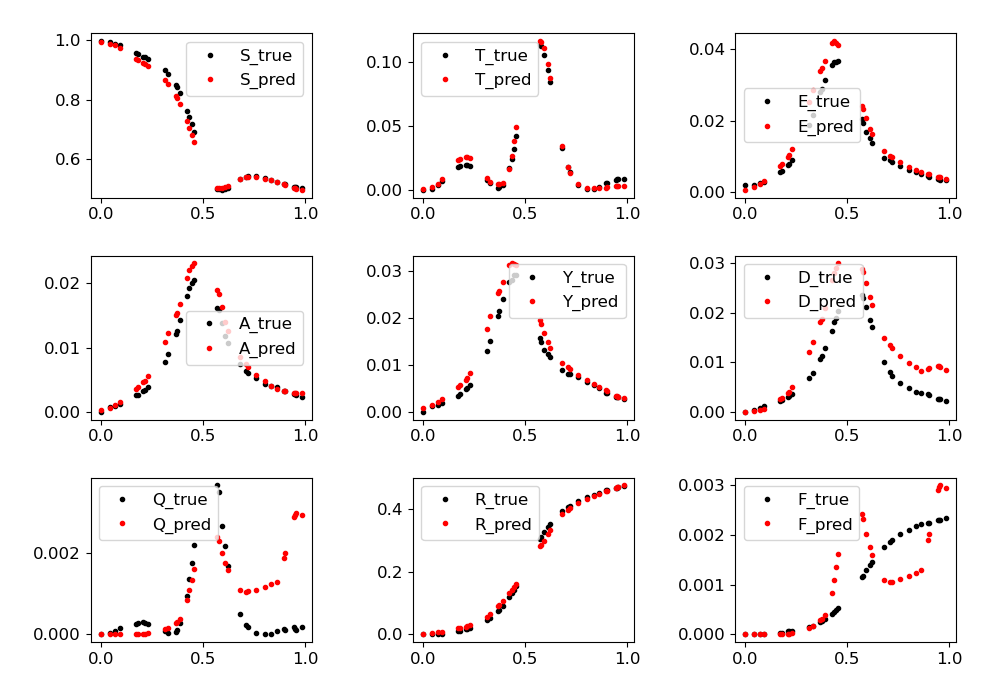 1.0
0.8
0.6
S_true
S_pred
0.0 0.5 1.0
0.10
0.05
0.00
T_true
T_pred
0.0 0.5 1.0
0.04
0.02
0.00
E_true
E_pred
0.0 0.5 1.0
0.02
0.01
0.00
A_true
A_pred
0.0 0.5 1.0
0.03
0.02
0.01
0.00
Y_true
Y_pred
0.0 0.5 1.0
0.03
0.02
0.01
0.00
D_true
D_pred
0.0 0.5 1.0
0.002
0.000
Q_true
Q_pred
0.0 0.5 1.0
0.4
0.2
0.0
R_true
R_pred
0.0 0.5 1.0
0.003
0.002
0.001
0.000
F_true
F_pred
0.0 0.5 1.0